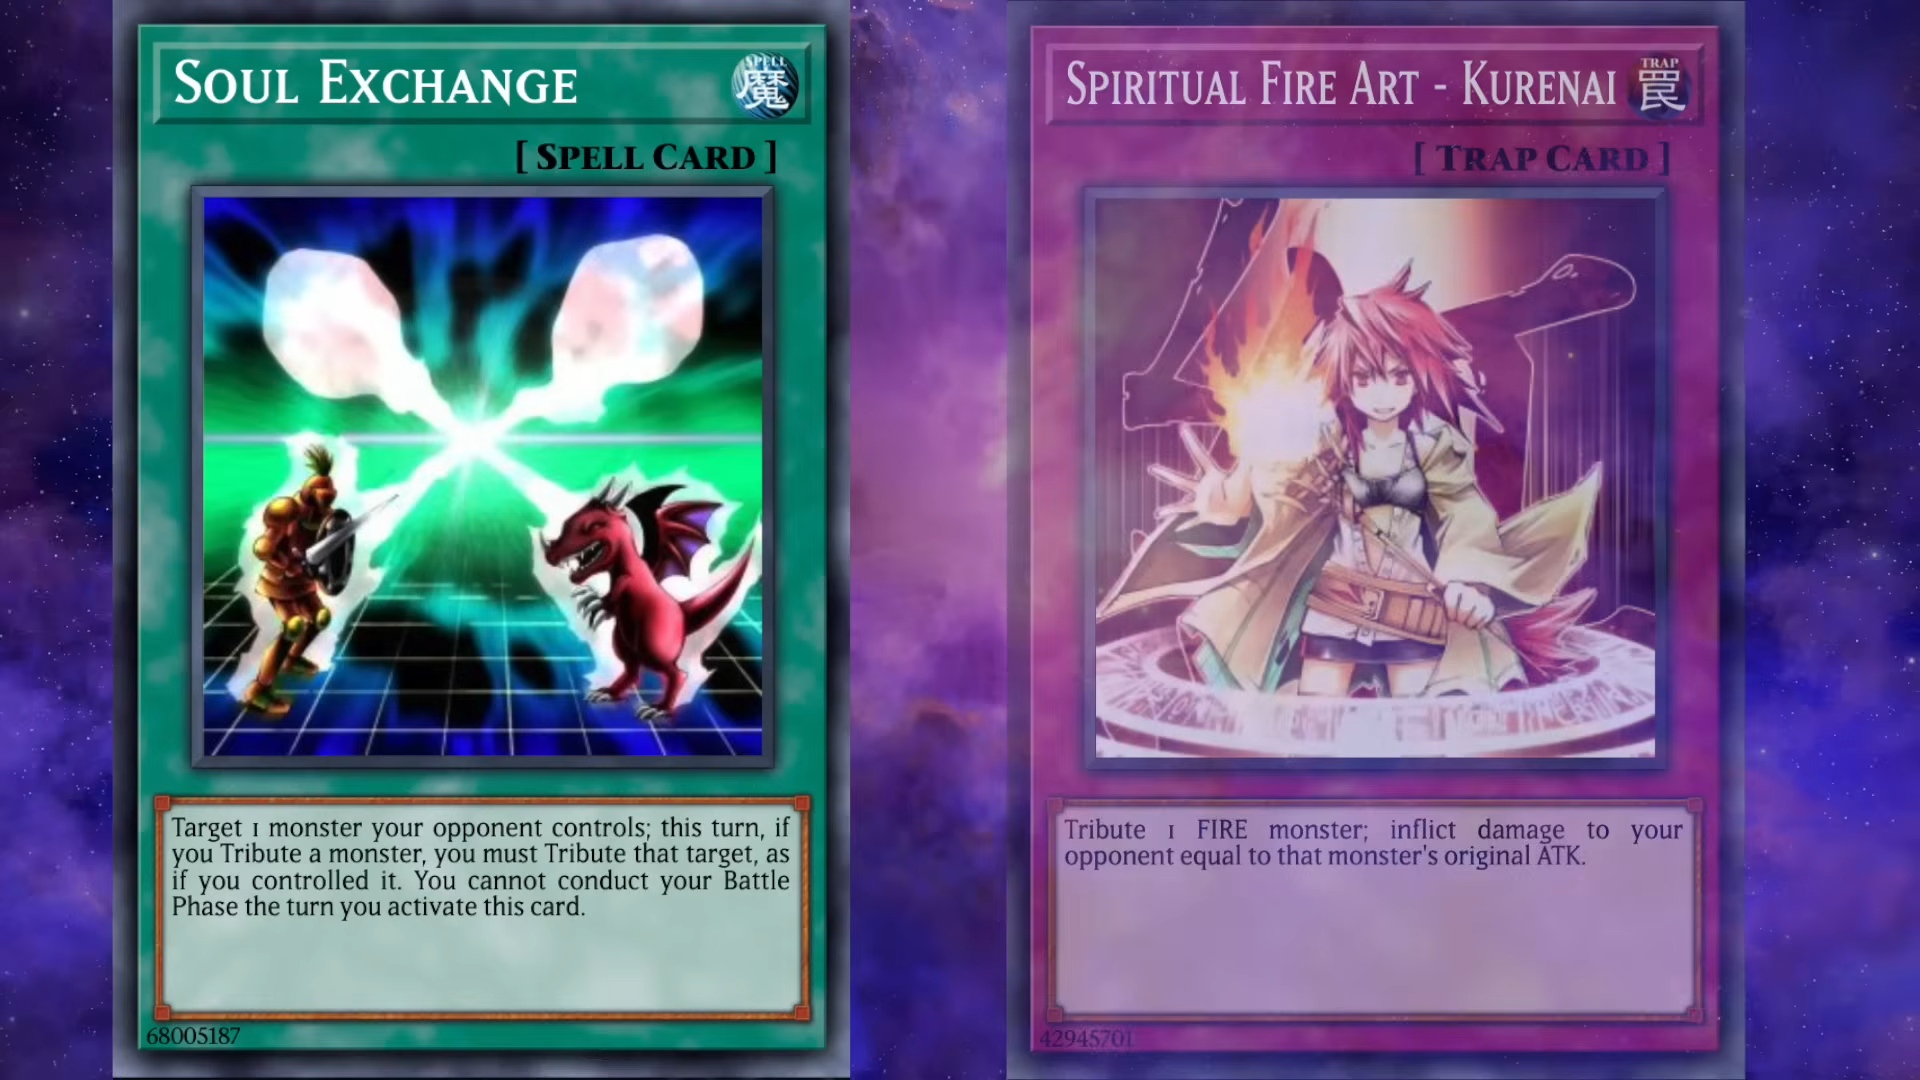 SOUL EXCHANGE
SPELL
魔
[ SPELL CARD ]
Target 1 monster your opponent controls; this turn, if
you Tribute a monster, you must Tribute that target, as
if you controlled it. You cannot conduct your Battle
Phase the turn you activate this card.
68005187
SPIRITUAL FIRE ART - KURENAI
TRAP
罠
[ TRAP CARD ]
Tribute 1 FIRE monster; inflict damage to your
opponent equal to that monster's original ATK.
42945701